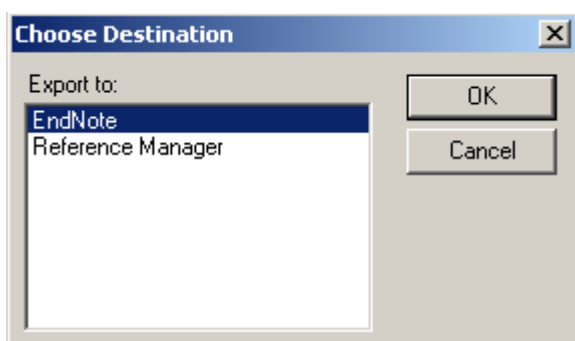 Choose Destination
Export to:
EndNote
Reference Manager
OK
Cancel